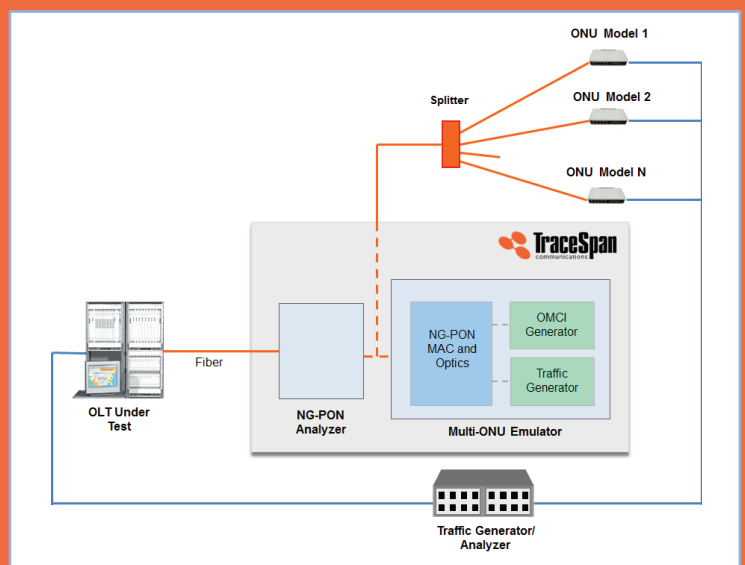 ONU Model 1
Splitter
ONU Model 2
ONU Model N
TraceSpan
communications
OMCI
Generator
NG-PON
MAC and
Optics
Traffic
Generator
Fiber
OLT Under
Test
NG-PON
Analyzer
Multi-ONU Emulator
Traffic Generator/
Analyzer